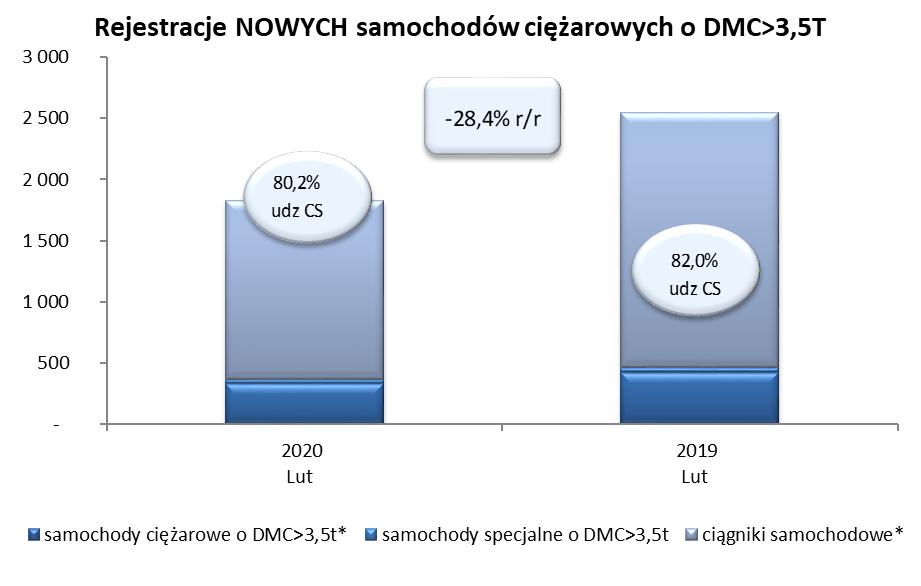 Rejestracje NOWYCH samochodów ciężarowych o DMC>3,5T
3 000
2 500
2 000
1 500
1 000
500
-
-28,4% r/r
80,2%
udz CS
82,0%
udz CS
2020
Lut
2019
Lut
samochody ciężarowe o DMC>3,5t*
samochody specjalne o DMC>3,5t
ciągniki samochodowe*